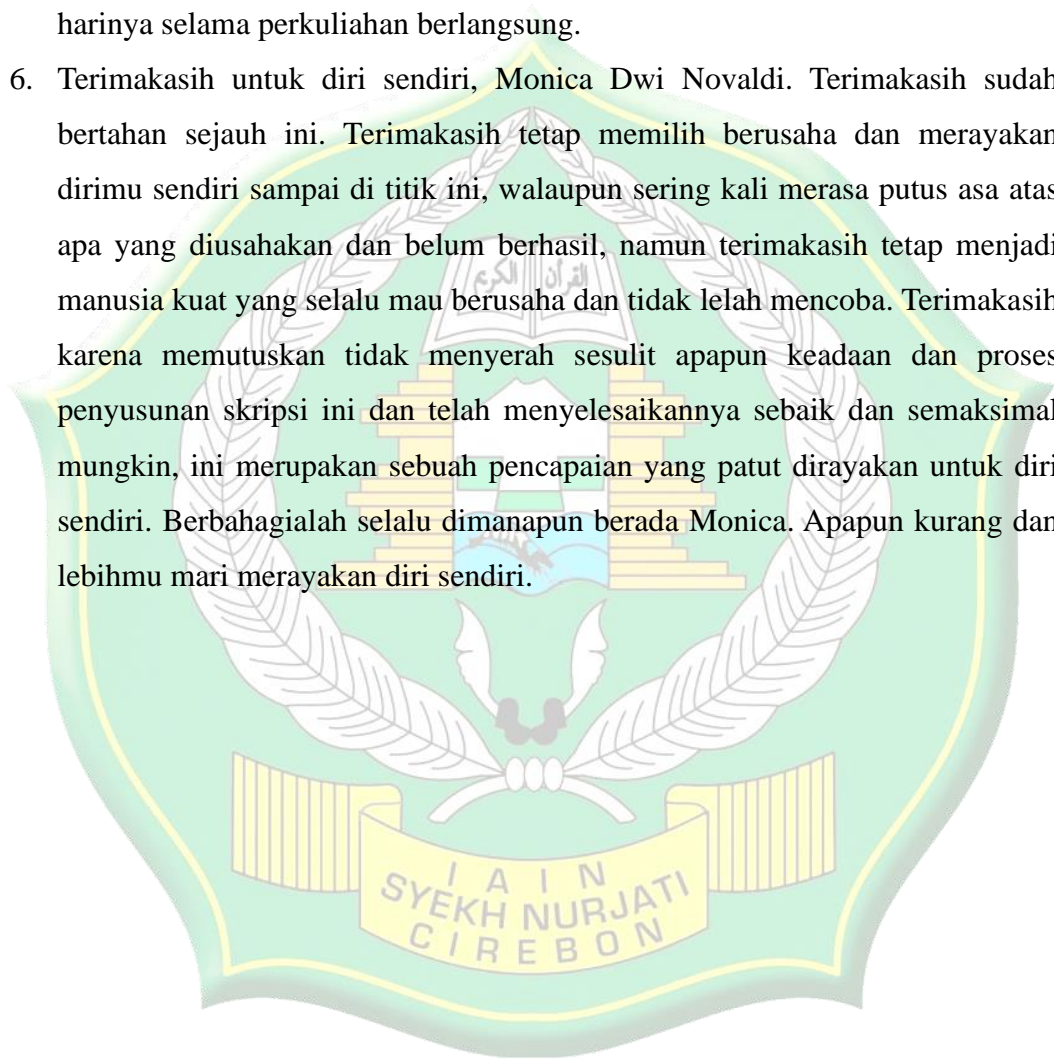 harinya selama perkuliahan berlangsung.
6. Terimakasih untuk diri sendiri, Monica Dwi Novaldi. Terimakasih sudah
bertahan sejauh ini. Terimakasih tetap memilih berusaha dan merayakan
dirimu sendiri sampai di titik ini, walaupun sering kali merasa putus asa atas
apa yang diusahakan dan belum berhasil, namun terimakasih tetap menjadi
manusia kuat yang selalu mau berusaha dan tidak lelah mencoba. Terimakasih
karena memutuskan tidak menyerah sesulit apapun keadaan dan proses
penyusunan skripsi ini dan telah menyelesaikannya sebaik dan semaksimal
mungkin, ini merupakan sebuah pencapaian yang patut dirayakan untuk diri
sendiri. Berbahagialah selalu dimanapun berada Monica. Apapun kurang dan
lebihmu mari merayakan diri sendiri.
القرآن الكريم
IAIN
SYEKH NURJATI
CIREBON